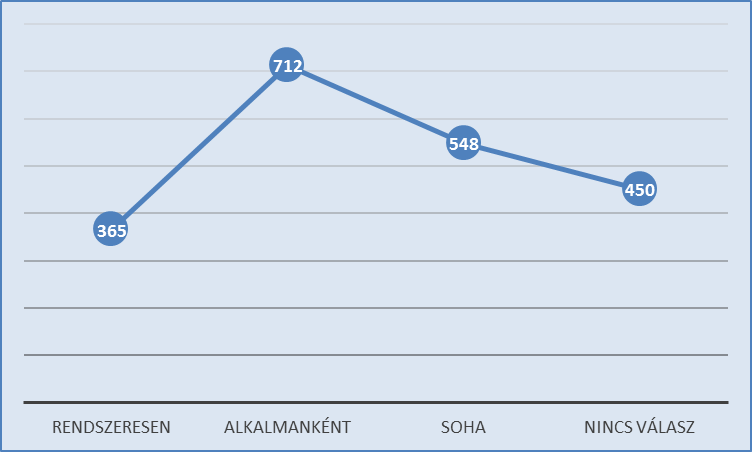 712
548
450
365
RENDSZERESEN
ALKALMANKÉNT
SOHA
NINCS VÁLASZ